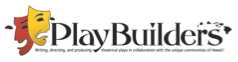 PlayBuilders
Writing, directing, and producing theatrical plays in collaboration with the unique communities of Hawai'i